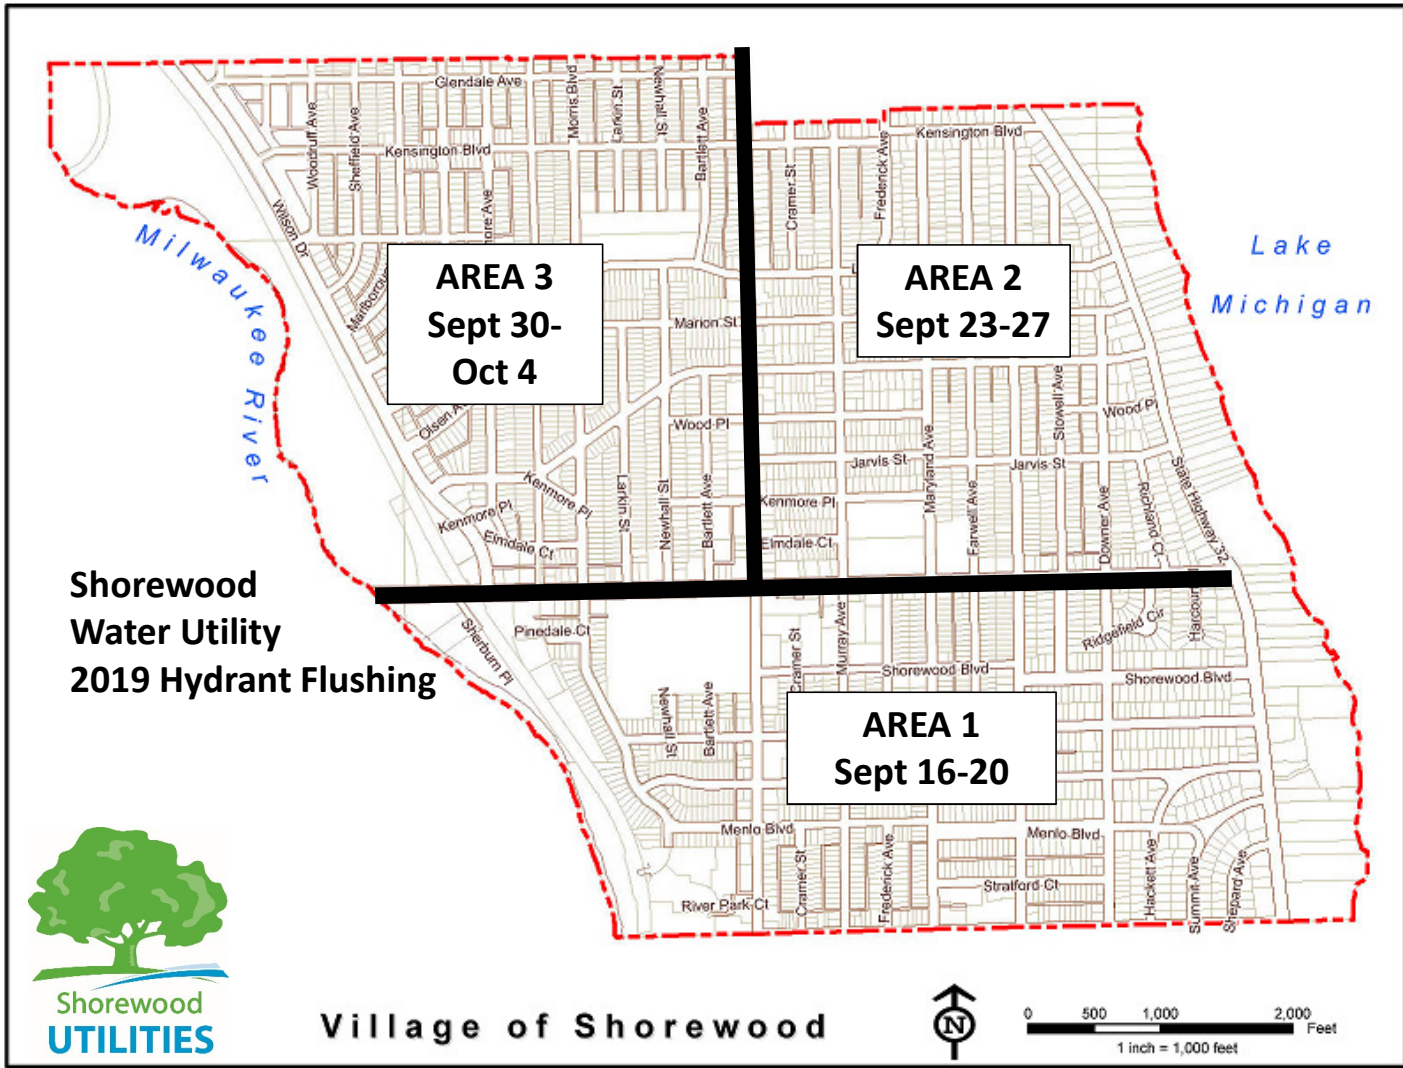 Glendale Ave
Morris Blvd
Larkin St
Newhall St
Bartlett Ave
Woodruff Ave
Sheffield Ave
Kensington Blvd
Kensington Blvd
Cramer St
Frederick Ave
Wilson Dr
Milwaukee River
Lake
Michigan
AREA 3
Sept 30-
Oct 4
AREA 2
Sept 23-27
Marion St
Olsen
Wood Pl
Wood Pl
Stowell Ave
Maryland Ave
Jarvis St
Jarvis St
State Highway 32
Kenmore Pl
Kenmore Pl
Larkin St
Newhall St
Bartlett Ave
Kenmore Pl
Farwell Ave
Downer Ave
Richland Ct
Elmdale Ct
Elmdale Ct
Shorewood
Water Utility
2019 Hydrant Flushing
Sherburn Pl
Pinedale Ct
Cramer St
Murray Ave
Ridgefield Cir
Harcourt
Shorewood Blvd
Shorewood Blvd
Newhall St
Bartlett Ave
AREA 1
Sept 16-20
Menlo Blvd
Menlo Blvd
Cramer St
Frederick Ave
Stratford Ct
Hackett Ave
Summit Ave
Shepard Ave
River Park Ct
Shorewood
UTILITIES
Village of Shorewood
N
0 500 1,000 2,000
Feet
1 inch = 1,000 feet